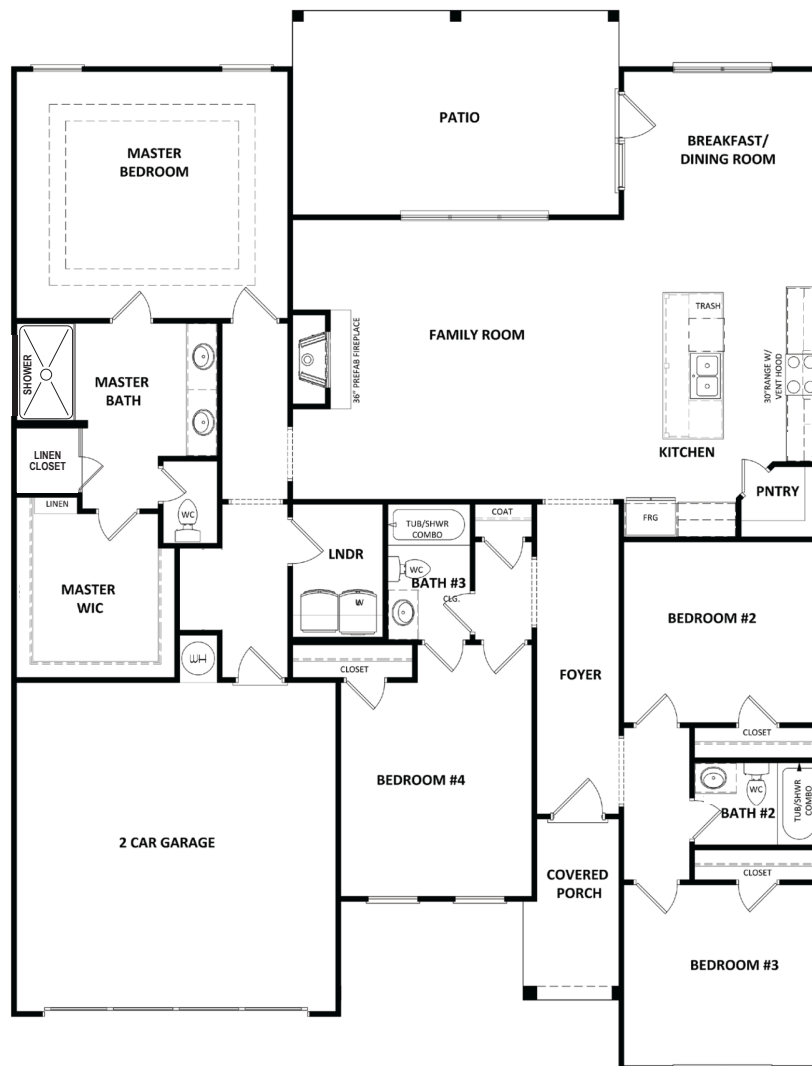 PATIO
MASTER
BEDROOM
BREAKFAST/
DINING ROOM
TRASH
FAMILY ROOM
36" PREFAB FIREPLACE
30"RANGE W/
VENT HOOD
SHOWER
MASTER
BATH
KITCHEN
LINEN
CLOSET
LINEN
WC
PNTRY
FRG
COAT
TUB/SHWR
COMBO
LNDR
WC
BATH #3
CLG.
W
MASTER
WIC
BEDROOM #2
WH
CLOSET
FOYER
CLOSET
BEDROOM #4
WC
BATH #2
TUB/SHWR
COMBO
2 CAR GARAGE
CLOSET
COVERED
PORCH
BEDROOM #3